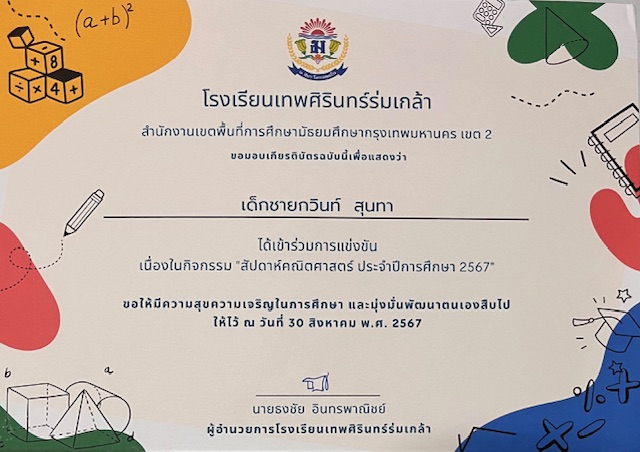 (a+b)²
+ 8
÷ × 4 +
โรงเรียนเทพศิรินทร์ร่มเกล้า
สำนักงานเขตพื้นที่การศึกษามัธยมศึกษากรุงเทพมหานคร เขต 2
ขอมอบเกียรติบัตรฉบับนี้เพื่อแสดงว่า
เด็กชายกวินท์ สุนทา
ได้เข้าร่วมการแข่งขัน
เนื่องในกิจกรรม "สัปดาห์คณิตศาสตร์ ประจำปีการศึกษา 2567"
ขอให้มีความสุขความเจริญในการศึกษา และมุ่งมั่นพัฒนาตนเองสืบไป
ให้ไว้ ณ วันที่ 30 สิงหาคม พ.ศ. 2567
b
a
d
% +
× ÷
นายธงชัย อินทรพาณิชย์
ผู้อำนวยการโรงเรียนเทพศิรินทร์ร่มเกล้า